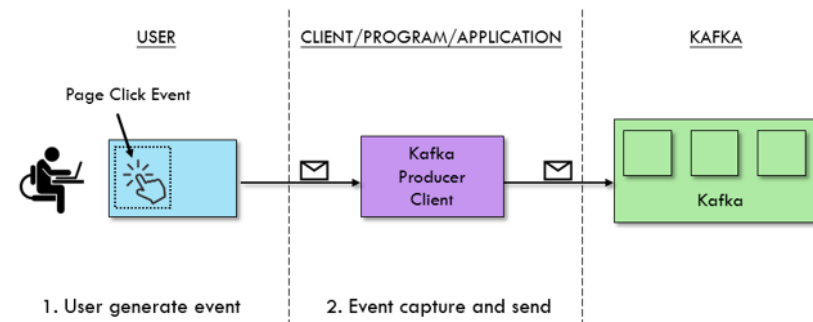 USER
CLIENT/PROGRAM/APPLICATION
KAFKA
Page Click Event
Kafka
Producer
Client
Kafka
1. User generate event
2. Event capture and send